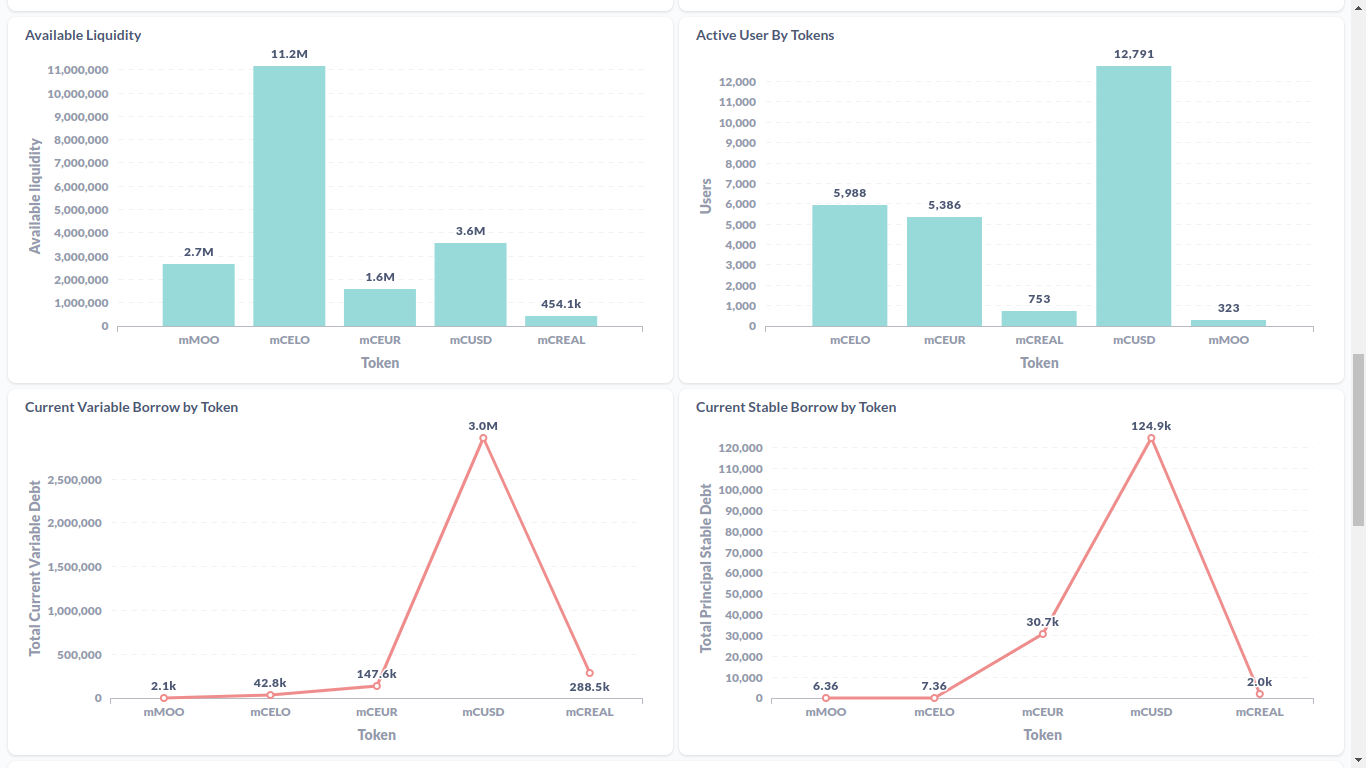 Available Liquidity
Available liquidity
11,000,000
10,000,000
9,000,000
8,000,000
7,000,000
6,000,000
5,000,000
4,000,000
3,000,000
2,000,000
1,000,000
0
2.7M
11.2M
1.6M
3.6M
454.1k
mMOO mCELO mCEUR mCUSD mCREAL
Token
Active User By Tokens
Users
12,000
11,000
10,000
9,000
8,000
7,000
6,000
5,000
4,000
3,000
2,000
1,000
0
5,988
5,386
753
12,791
323
mCELO mCEUR mCREAL mCUSD mMOO
Token
Current Variable Borrow by Token
Total Current Variable Debt
2,500,000
2,000,000
1,500,000
1,000,000
500,000
0
2.1k
42.8k
147.6k
3.0M
288.5k
mMOO mCELO mCEUR mCUSD mCREAL
Token
Current Stable Borrow by Token
Total Principal Stable Debt
120,000
110,000
100,000
90,000
80,000
70,000
60,000
50,000
40,000
30,000
20,000
10,000
0
6.36
7.36
30.7k
124.9k
2.0k
mMOO mCELO mCEUR mCUSD mCREAL
Token